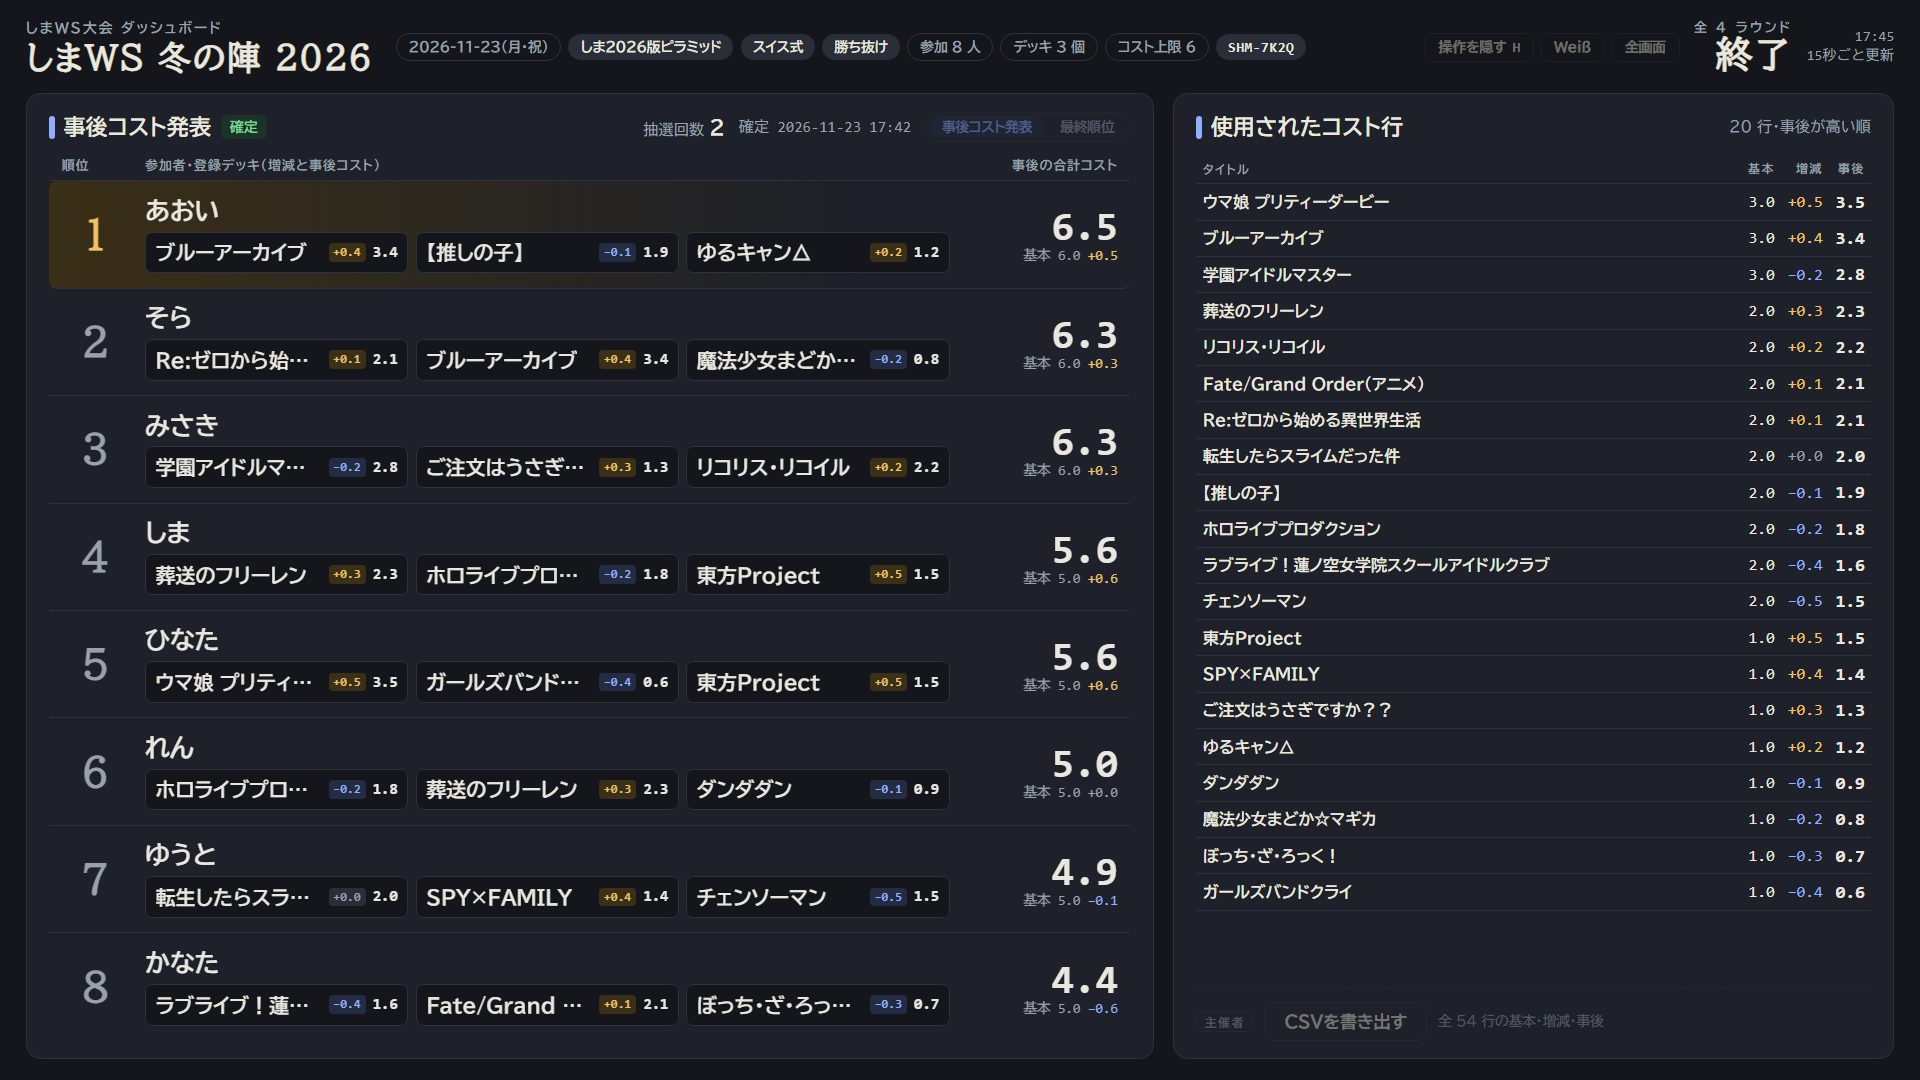 しまWS大会 ダッシュボード
しまWS 冬の陣 2026
2026-11-23(月・祝) しま2026版ピラミッド スイス式 勝ち抜け 参加 8 人 デッキ 3 個 コスト上限 6 SHM-7K2Q
操作を隠す H Weiß 全画面
全 4 ラウンド
終了
17:45
15秒ごと更新
事後コスト発表 確定
抽選回数 2 確定 2026-11-23 17:42 事後コスト発表 最終順位
順位 参加者・登録デッキ(増減と事後コスト) 事後の合計コスト
1 あおい
ブルーアーカイブ +0.4 3.4 【推しの子】 −0.1 1.9 ゆるキャン△ +0.2 1.2
6.5
基本 6.0 +0.5
2 そら
Re:ゼロから始… +0.1 2.1 ブルーアーカイブ +0.4 3.4 魔法少女まどか… −0.2 0.8
6.3
基本 6.0 +0.3
3 みさき
学園アイドルマ… −0.2 2.8 ご注文はうさぎ… +0.3 1.3 リコリス・リコイル +0.2 2.2
6.3
基本 6.0 +0.3
4 しま
葬送のフリーレン +0.3 2.3 ホロライブプロ… −0.2 1.8 東方Project +0.5 1.5
5.6
基本 5.0 +0.6
5 ひなた
ウマ娘 プリティ… +0.5 3.5 ガールズバンド… −0.4 0.6 東方Project +0.5 1.5
5.6
基本 5.0 +0.6
6 れん
ホロライブプロ… −0.2 1.8 葬送のフリーレン +0.3 2.3 ダンダダン −0.1 0.9
5.0
基本 5.0 +0.0
7 ゆうと
転生したらスラ… +0.0 2.0 SPY×FAMILY +0.4 1.4 チェンソーマン −0.5 1.5
4.9
基本 5.0 −0.1
8 かなた
ラブライブ！蓮… −0.4 1.6 Fate/Grand … +0.1 2.1 ぼっち・ざ・ろっ… −0.3 0.7
4.4
基本 5.0 −0.6
使用されたコスト行 20 行・事後が高い順
タイトル 基本 増減 事後
ウマ娘 プリティーダービー 3.0 +0.5 3.5
ブルーアーカイブ 3.0 +0.4 3.4
学園アイドルマスター 3.0 −0.2 2.8
葬送のフリーレン 2.0 +0.3 2.3
リコリス・リコイル 2.0 +0.2 2.2
Fate/Grand Order(アニメ) 2.0 +0.1 2.1
Re:ゼロから始める異世界生活 2.0 +0.1 2.1
転生したらスライムだった件 2.0 +0.0 2.0
【推しの子】 2.0 −0.1 1.9
ホロライブプロダクション 2.0 −0.2 1.8
ラブライブ！蓮ノ空女学院スクールアイドルクラブ 2.0 −0.4 1.6
チェンソーマン 2.0 −0.5 1.5
東方Project 1.0 +0.5 1.5
SPY×FAMILY 1.0 +0.4 1.4
ご注文はうさぎですか？？ 1.0 +0.3 1.3
ゆるキャン△ 1.0 +0.2 1.2
ダンダダン 1.0 −0.1 0.9
魔法少女まどか☆マギカ 1.0 −0.2 0.8
ぼっち・ざ・ろっく！ 1.0 −0.3 0.7
ガールズバンドクライ 1.0 −0.4 0.6
主催者 CSVを書き出す 全 54 行の基本・増減・事後